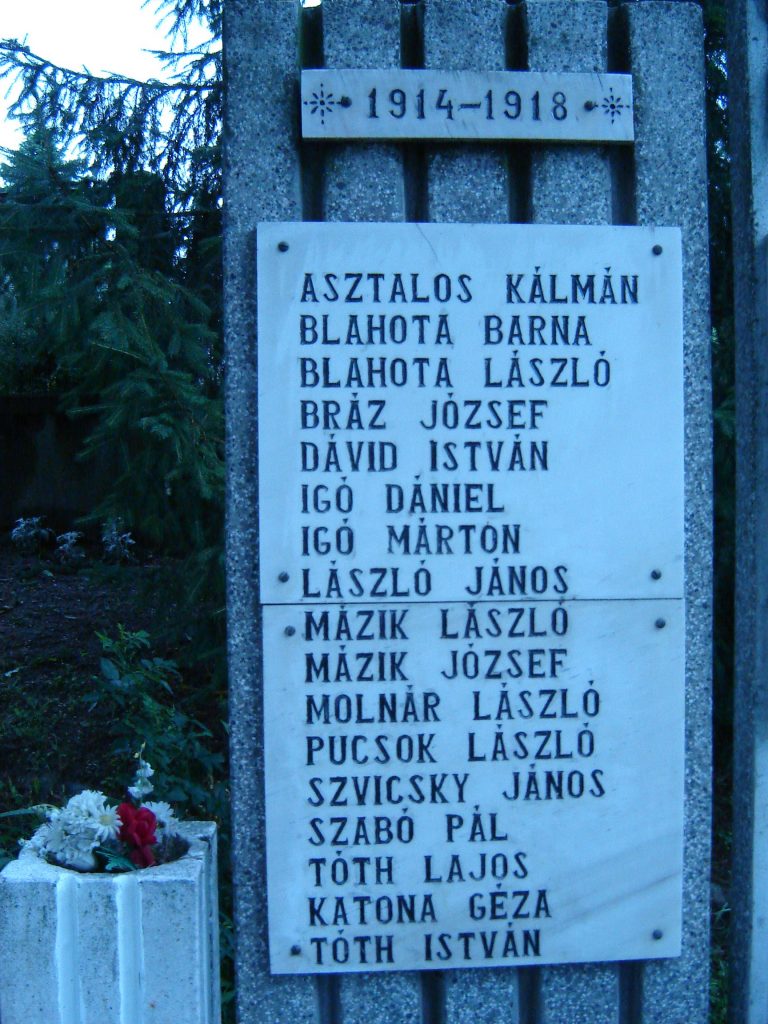 1914-1918
ASZTALOS KÁLMÁN
BLAHOTA BARNA
BLAHOTA LÁSZLÓ
BRÁZ JÓZSEF
DÁVID ISTVÁN
IGÓ DÁNIEL
IGÓ MÁRTON
LÁSZLÓ JÁNOS
MÁZIK LÁSZLÓ
MÁZIK JÓZSEF
MOLNÁR LÁSZLÓ
PUCSOK LÁSZLÓ
SZVICSKY JÁNOS
SZABÓ PÁL
TÓTH LAJOS
KATONA GÉZA
TÓTH ISTVÁN